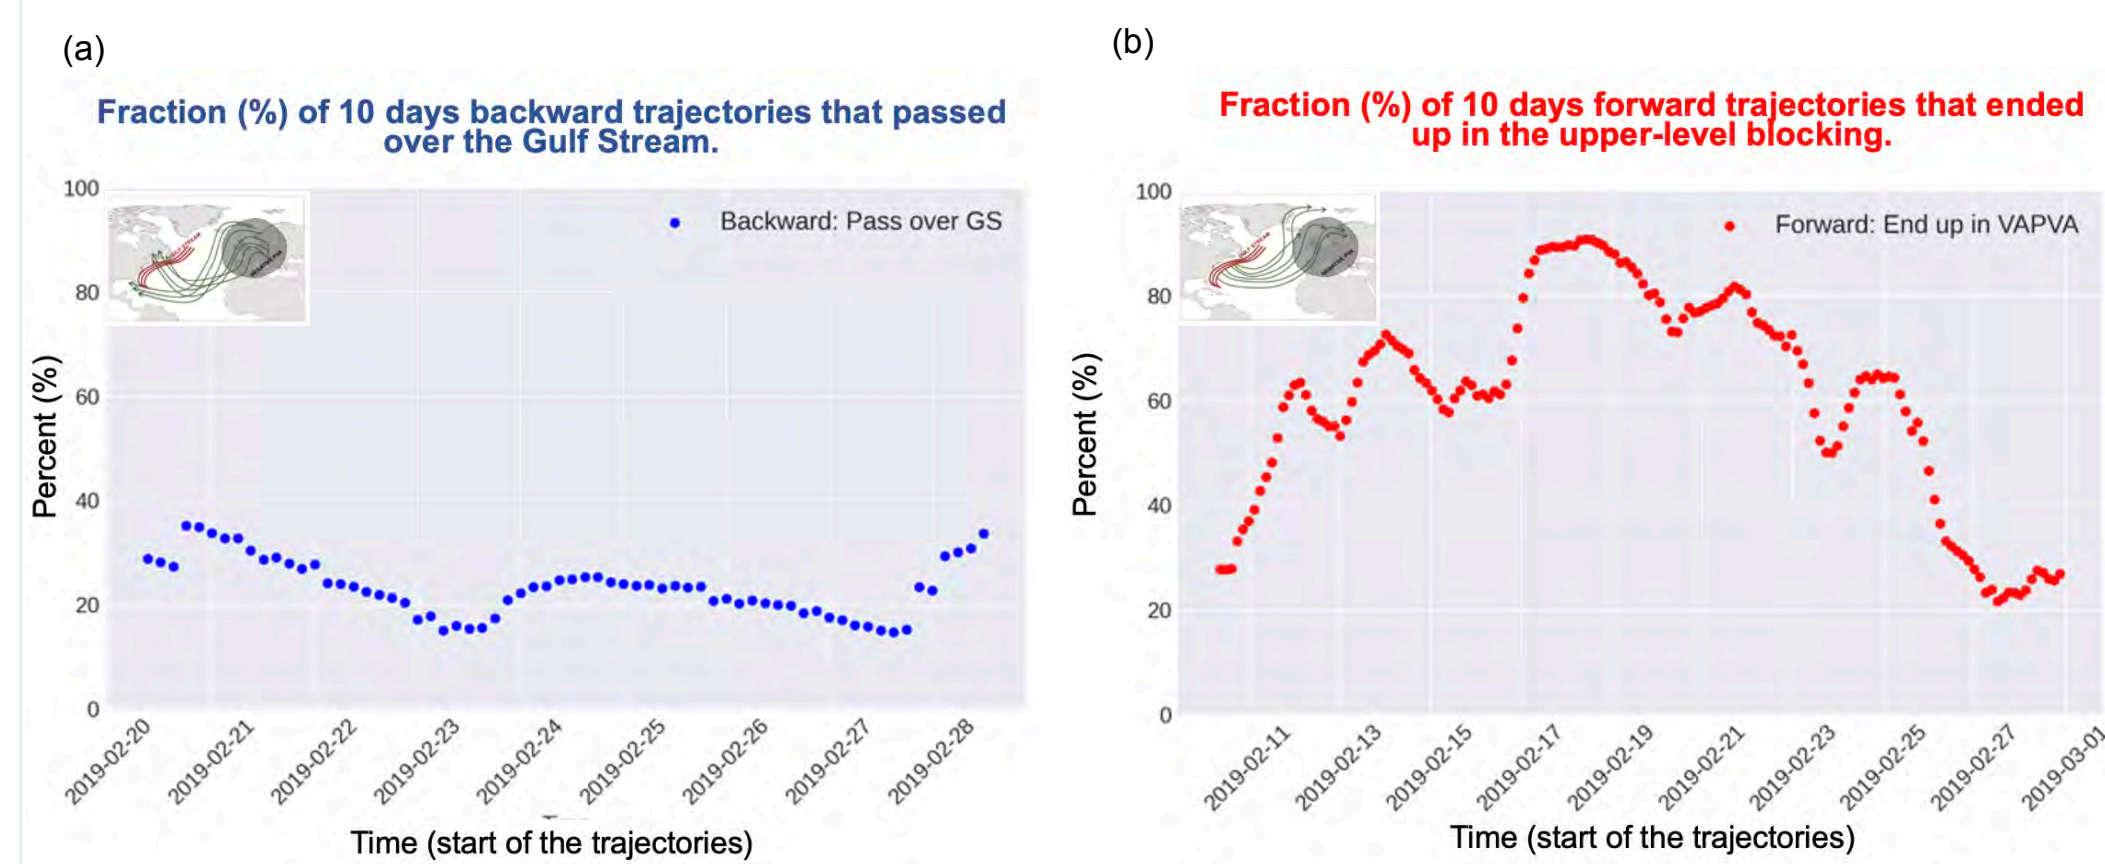 (a)
Fraction (%) of 10 days backward trajectories that passed
over the Gulf Stream.
100
80
60
40
20
0
Percent (%)
GULF STREAM
Backward: Pass over GS
2019-02-20
2019-02-21
2019-02-22
2019-02-23
2019-02-24
2019-02-25
2019-02-26
2019-02-27
2019-02-28
Time (start of the trajectories)
(b)
Fraction (%) of 10 days forward trajectories that ended
up in the upper-level blocking.
100
80
60
40
20
0
Percent (%)
GULF STREAM
Forward: End up in VAPVA
2019-02-11
2019-02-13
2019-02-15
2019-02-17
2019-02-19
2019-02-21
2019-02-23
2019-02-25
2019-02-27
2019-03-01
Time (start of the trajectories)